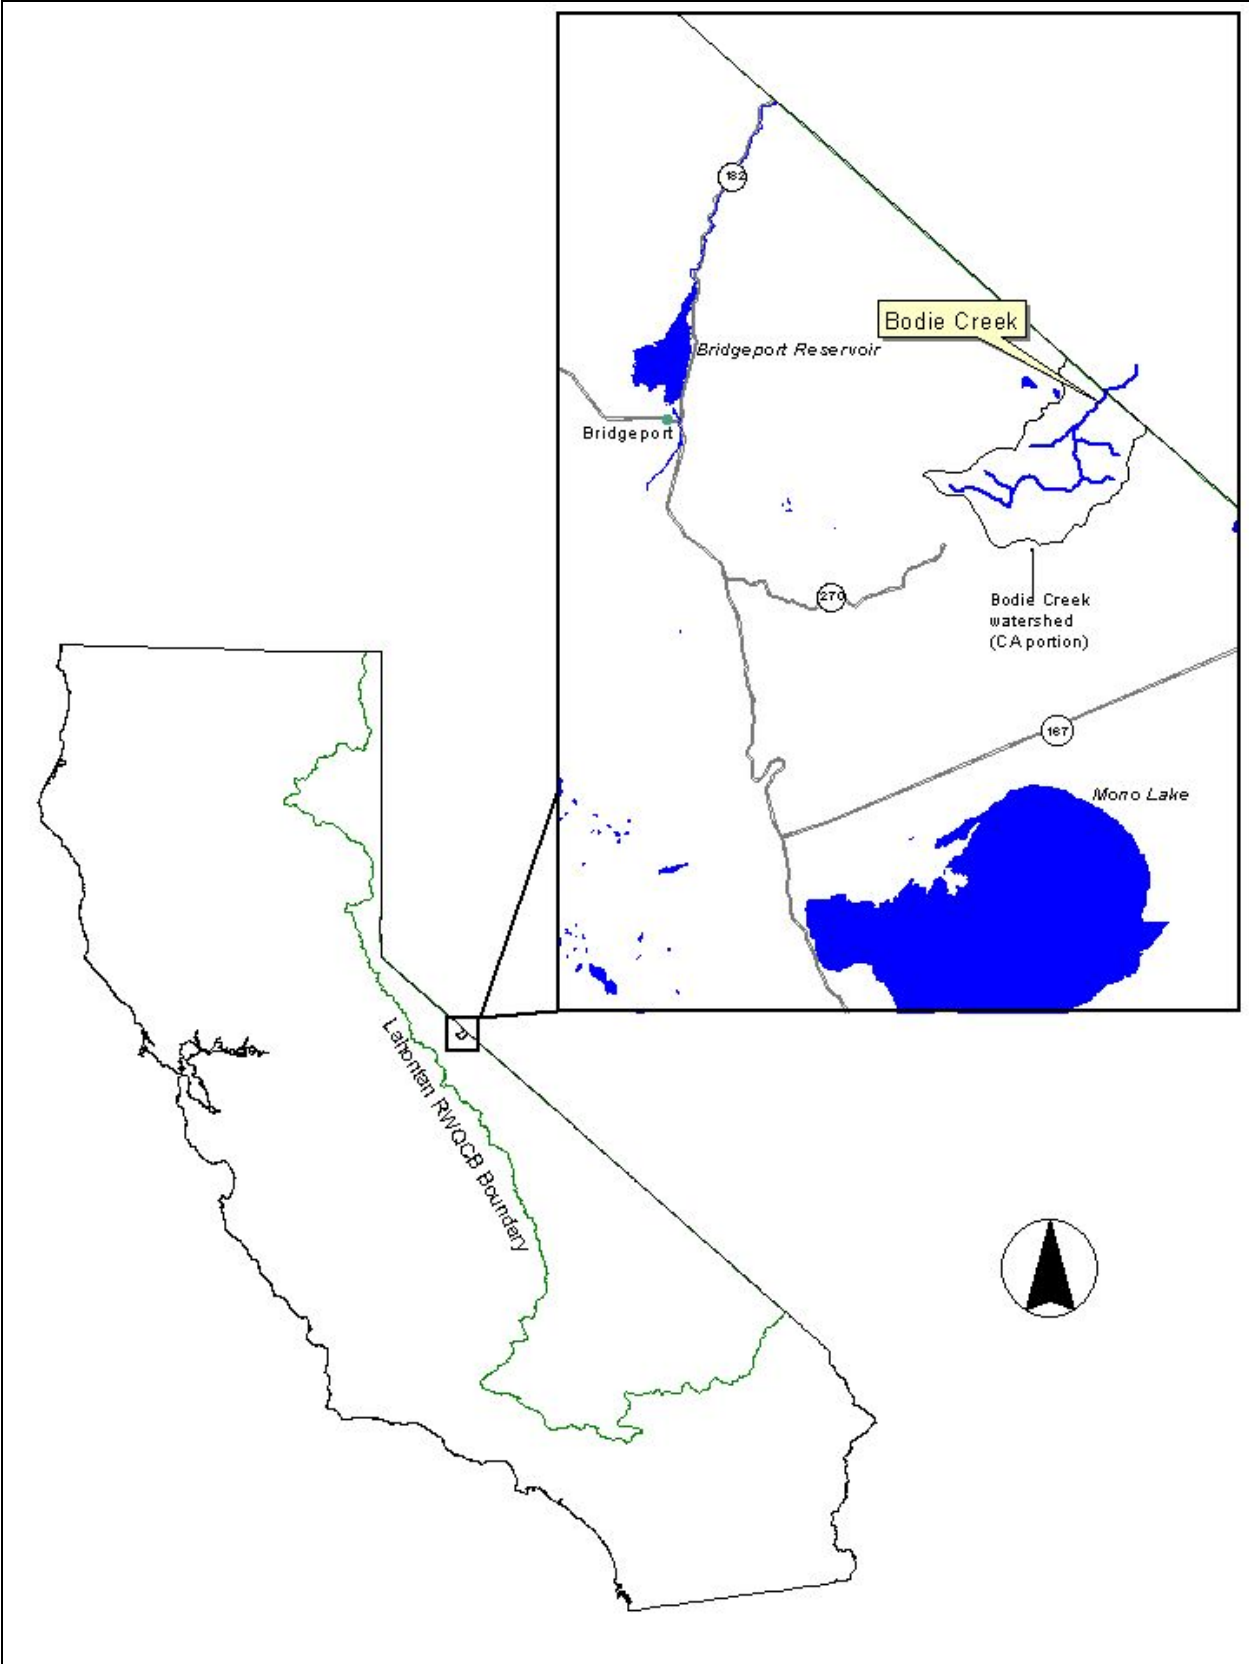 182
Bodie Creek
Bridgeport Reservoir
Bridgeport
270
Bodie Creek
watershed
(CA portion)
167
Mono Lake
Lahontan RWQCB Boundary